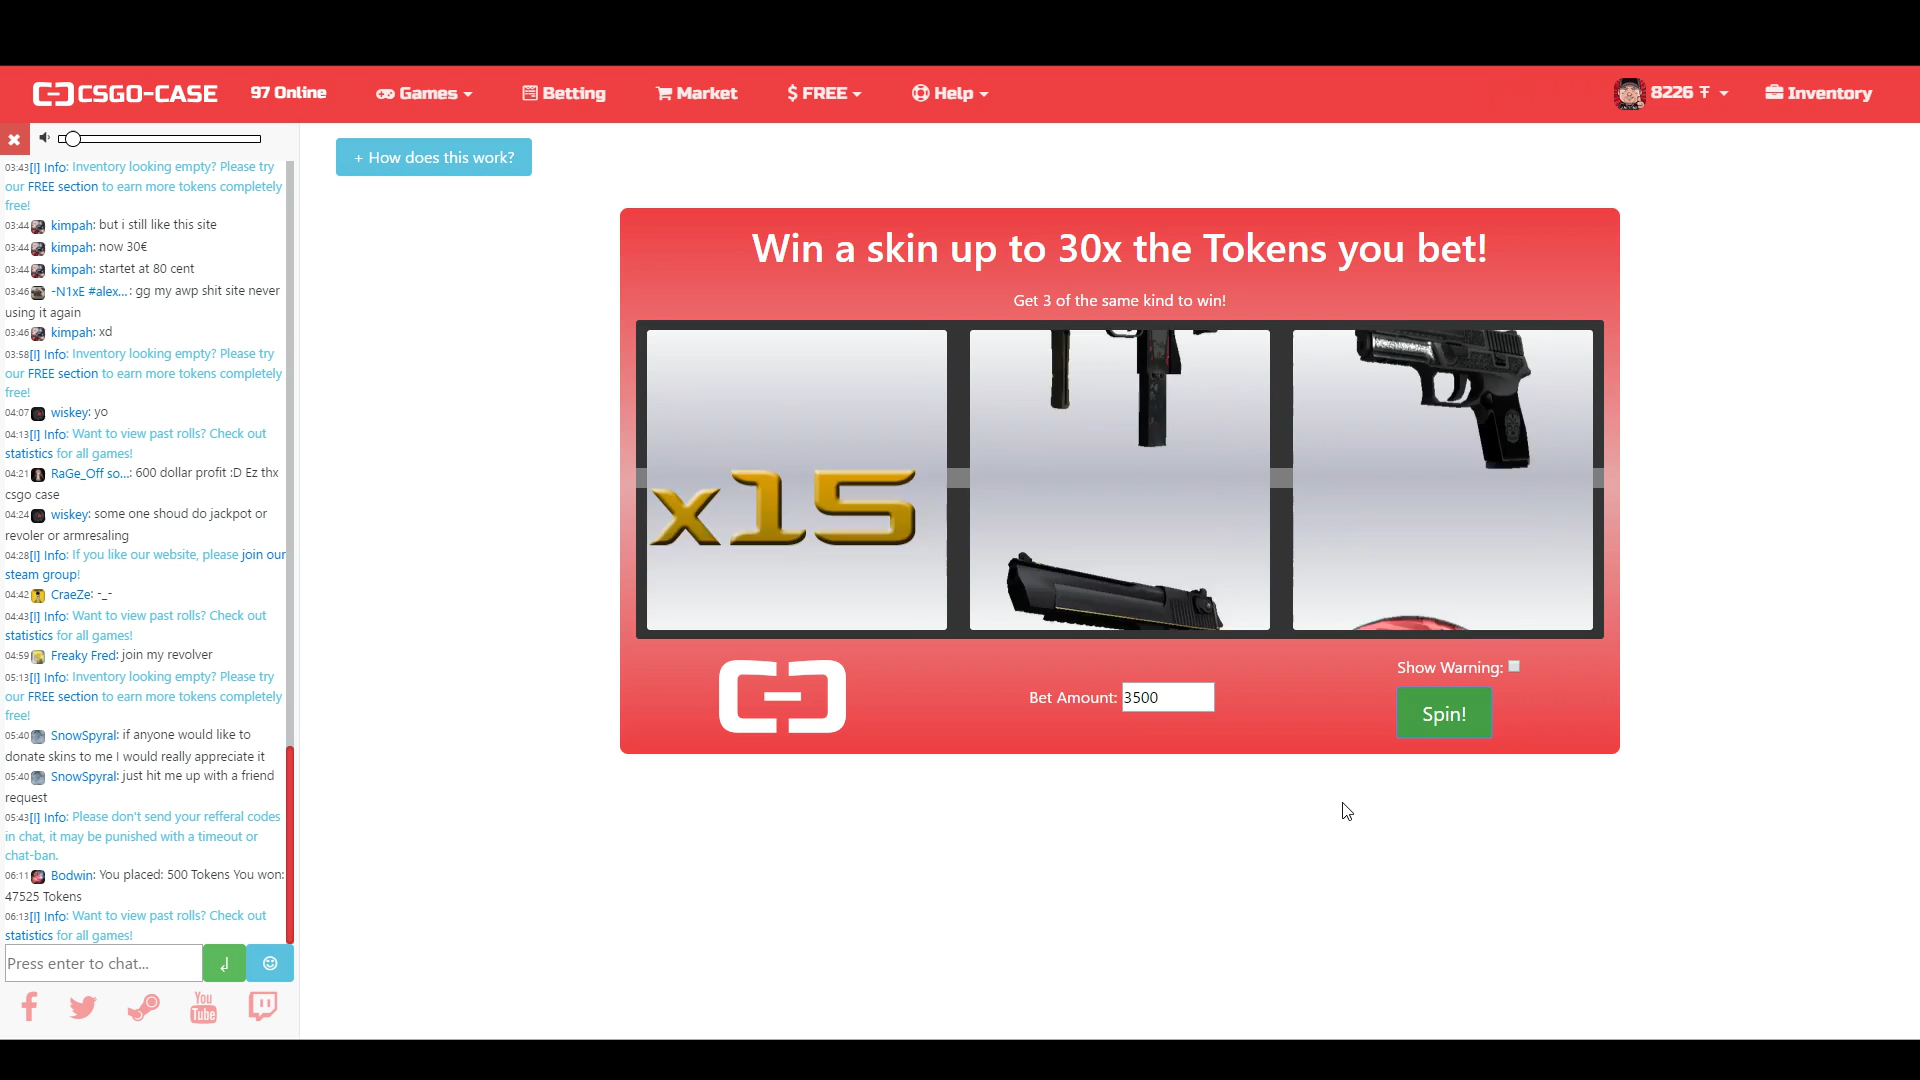 CSGO-CASE
97 Online
Games
Betting
Market
$ FREE
Help
8226 Ŧ
Inventory
03:43 [I] Info: Inventory looking empty? Please try
our FREE section to earn more tokens completely
free!
03:44 kimpah: but i still like this site
03:44 kimpah: now 30€
03:44 kimpah: startet at 80 cent
03:46 -N1xE #alex...: gg my awp shit site never
using it again
03:46 kimpah: xd
03:58 [I] Info: Inventory looking empty? Please try
our FREE section to earn more tokens completely
free!
04:07 wiskey: yo
04:13 [I] Info: Want to view past rolls? Check out
statistics for all games!
04:21 RaGe_Off so...: 600 dollar profit :D Ez thx
csgo case
04:24 wiskey: some one shoud do jackpot or
revoler or armresaling
04:28 [I] Info: If you like our website, please join our
steam group!
04:42 CraeZe: -_-
04:43 [I] Info: Want to view past rolls? Check out
statistics for all games!
04:59 Freaky Fred: join my revolver
05:13 [I] Info: Inventory looking empty? Please try
our FREE section to earn more tokens completely
free!
05:40 SnowSpyral: if anyone would like to
donate skins to me I would really appreciate it
05:40 SnowSpyral: just hit me up with a friend
request
05:43 [I] Info: Please don't send your refferal codes
in chat, it may be punished with a timeout or
chat-ban.
06:11 Bodwin: You placed: 500 Tokens You won:
47525 Tokens
06:13 [I] Info: Want to view past rolls? Check out
statistics for all games!
Press enter to chat...
You
Tube
+ How does this work?
Win a skin up to 30x the Tokens you bet!
Get 3 of the same kind to win!
x15
Bet Amount: 3500
Show Warning:
Spin!